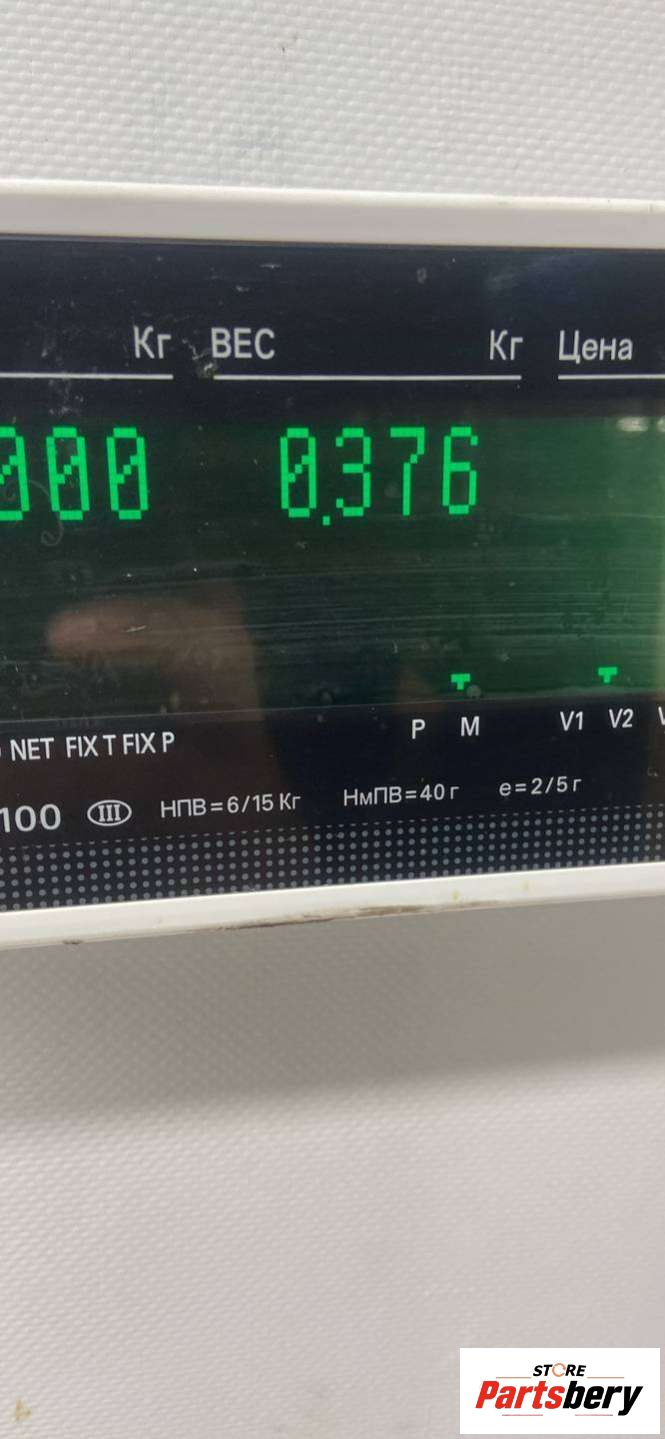 Кг ВЕС Кг Цена
000 0.376
NET FIX T FIX P P M V1 V2
100 III НПВ=6/15 Кг НмПВ=40 г e=2/5 г
STORE
Partsbery